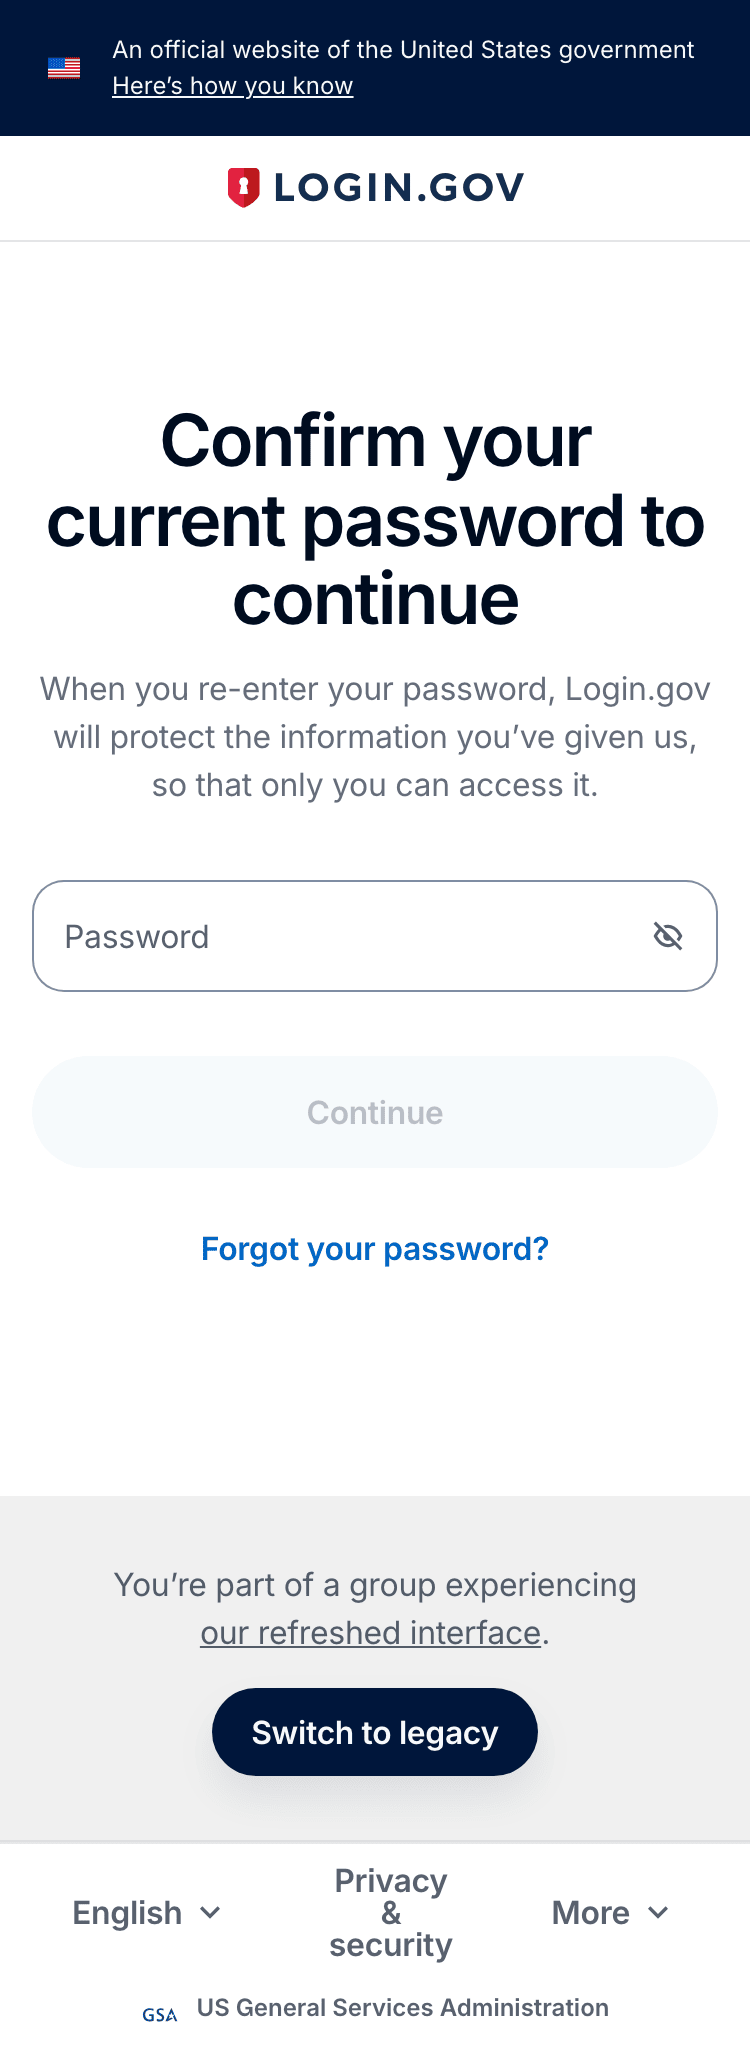 An official website of the United States government
Here’s how you know
LOGIN.GOV
Confirm your
current password to
continue
When you re-enter your password, Login.gov
will protect the information you’ve given us,
so that only you can access it.
Password
Continue
Forgot your password?
You’re part of a group experiencing
our refreshed interface.
Switch to legacy
English
Privacy
&
security
More
GSA US General Services Administration